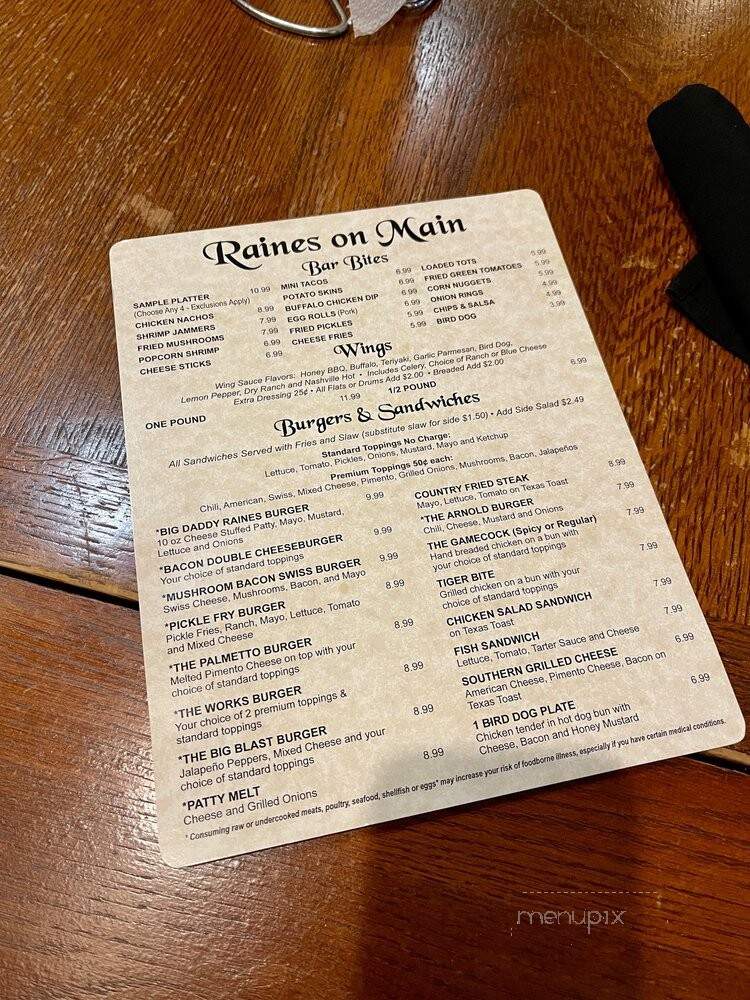 Raines on Main
Bar Bites
SAMPLE PLATTER 10.99
(Choose Any 4 - Exclusions Apply)
CHICKEN NACHOS 8.99
SHRIMP JAMMERS 7.99
FRIED MUSHROOMS 7.99
POPCORN SHRIMP 6.99
CHEESE STICKS 6.99
MINI TACOS 6.99
POTATO SKINS 6.99
BUFFALO CHICKEN DIP 6.99
EGG ROLLS (Pork) 6.99
FRIED PICKLES 5.99
CHEESE FRIES 5.99
LOADED TOTS 5.99
FRIED GREEN TOMATOES 5.99
CORN NUGGETS 5.99
ONION RINGS 4.99
CHIPS & SALSA 4.99
BIRD DOG 3.99
Wings
Wing Sauce Flavors: Honey BBQ, Buffalo, Teriyaki, Garlic Parmesan, Bird Dog,
Lemon Pepper, Dry Ranch and Nashville Hot • Includes Celery, Choice of Ranch or Blue Cheese
Extra Dressing 25¢ • All Flats or Drums Add $2.00 • Breaded Add $2.00
ONE POUND 11.99 1/2 POUND 6.99
Burgers & Sandwiches
All Sandwiches Served with Fries and Slaw (substitute slaw for side $1.50) • Add Side Salad $2.49
Standard Toppings No Charge:
Lettuce, Tomato, Pickles, Onions, Mustard, Mayo and Ketchup
Premium Toppings 50¢ each:
Chili, American, Swiss, Mixed Cheese, Pimento, Grilled Onions, Mushrooms, Bacon, Jalapeños
*BIG DADDY RAINES BURGER 9.99
10 oz Cheese Stuffed Patty, Mayo, Mustard,
Lettuce and Onions
*BACON DOUBLE CHEESEBURGER 9.99
Your choice of standard toppings
*MUSHROOM BACON SWISS BURGER 9.99
Swiss Cheese, Mushrooms, Bacon, and Mayo
*PICKLE FRY BURGER 8.99
Pickle Fries, Ranch, Mayo, Lettuce, Tomato
and Mixed Cheese
*THE PALMETTO BURGER 8.99
Melted Pimento Cheese on top with your
choice of standard toppings
*THE WORKS BURGER 8.99
Your choice of 2 premium toppings &
standard toppings
*THE BIG BLAST BURGER 8.99
Jalapeño Peppers, Mixed Cheese and your
choice of standard toppings
*PATTY MELT 8.99
Cheese and Grilled Onions
COUNTRY FRIED STEAK 8.99
Mayo, Lettuce, Tomato on Texas Toast
*THE ARNOLD BURGER 7.99
Chili, Cheese, Mustard and Onions
THE GAMECOCK (Spicy or Regular) 7.99
Hand breaded chicken on a bun with
your choice of standard toppings
TIGER BITE 7.99
Grilled chicken on a bun with your
choice of standard toppings
CHICKEN SALAD SANDWICH 7.99
on Texas Toast
FISH SANDWICH 7.99
Lettuce, Tomato, Tarter Sauce and Cheese
SOUTHERN GRILLED CHEESE 6.99
American Cheese, Pimento Cheese, Bacon on
Texas Toast
1 BIRD DOG PLATE 6.99
Chicken tender in hot dog bun with
Cheese, Bacon and Honey Mustard
* Consuming raw or undercooked meats, poultry, seafood, shellfish or eggs* may increase your risk of foodborne illness, especially if you have certain medical conditions.
menupix